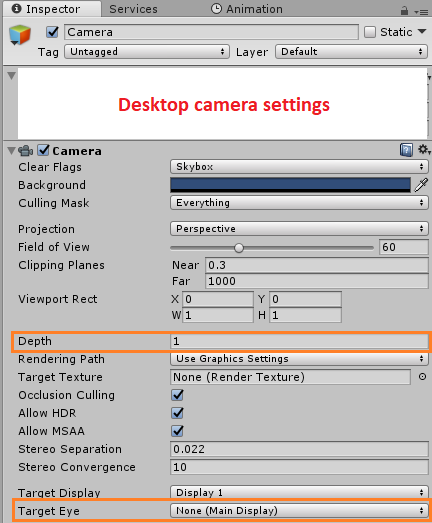 Inspector Services Animation
Camera Static
Tag Untagged Layer Default
Desktop camera settings
Camera
Clear Flags Skybox
Background
Culling Mask Everything
Projection Perspective
Field of View 60
Clipping Planes Near 0.3
Far 1000
Viewport Rect X 0 Y 0
W 1 H 1
Depth 1
Rendering Path Use Graphics Settings
Target Texture None (Render Texture)
Occlusion Culling
Allow HDR
Allow MSAA
Stereo Separation 0.022
Stereo Convergence 10
Target Display Display 1
Target Eye None (Main Display)